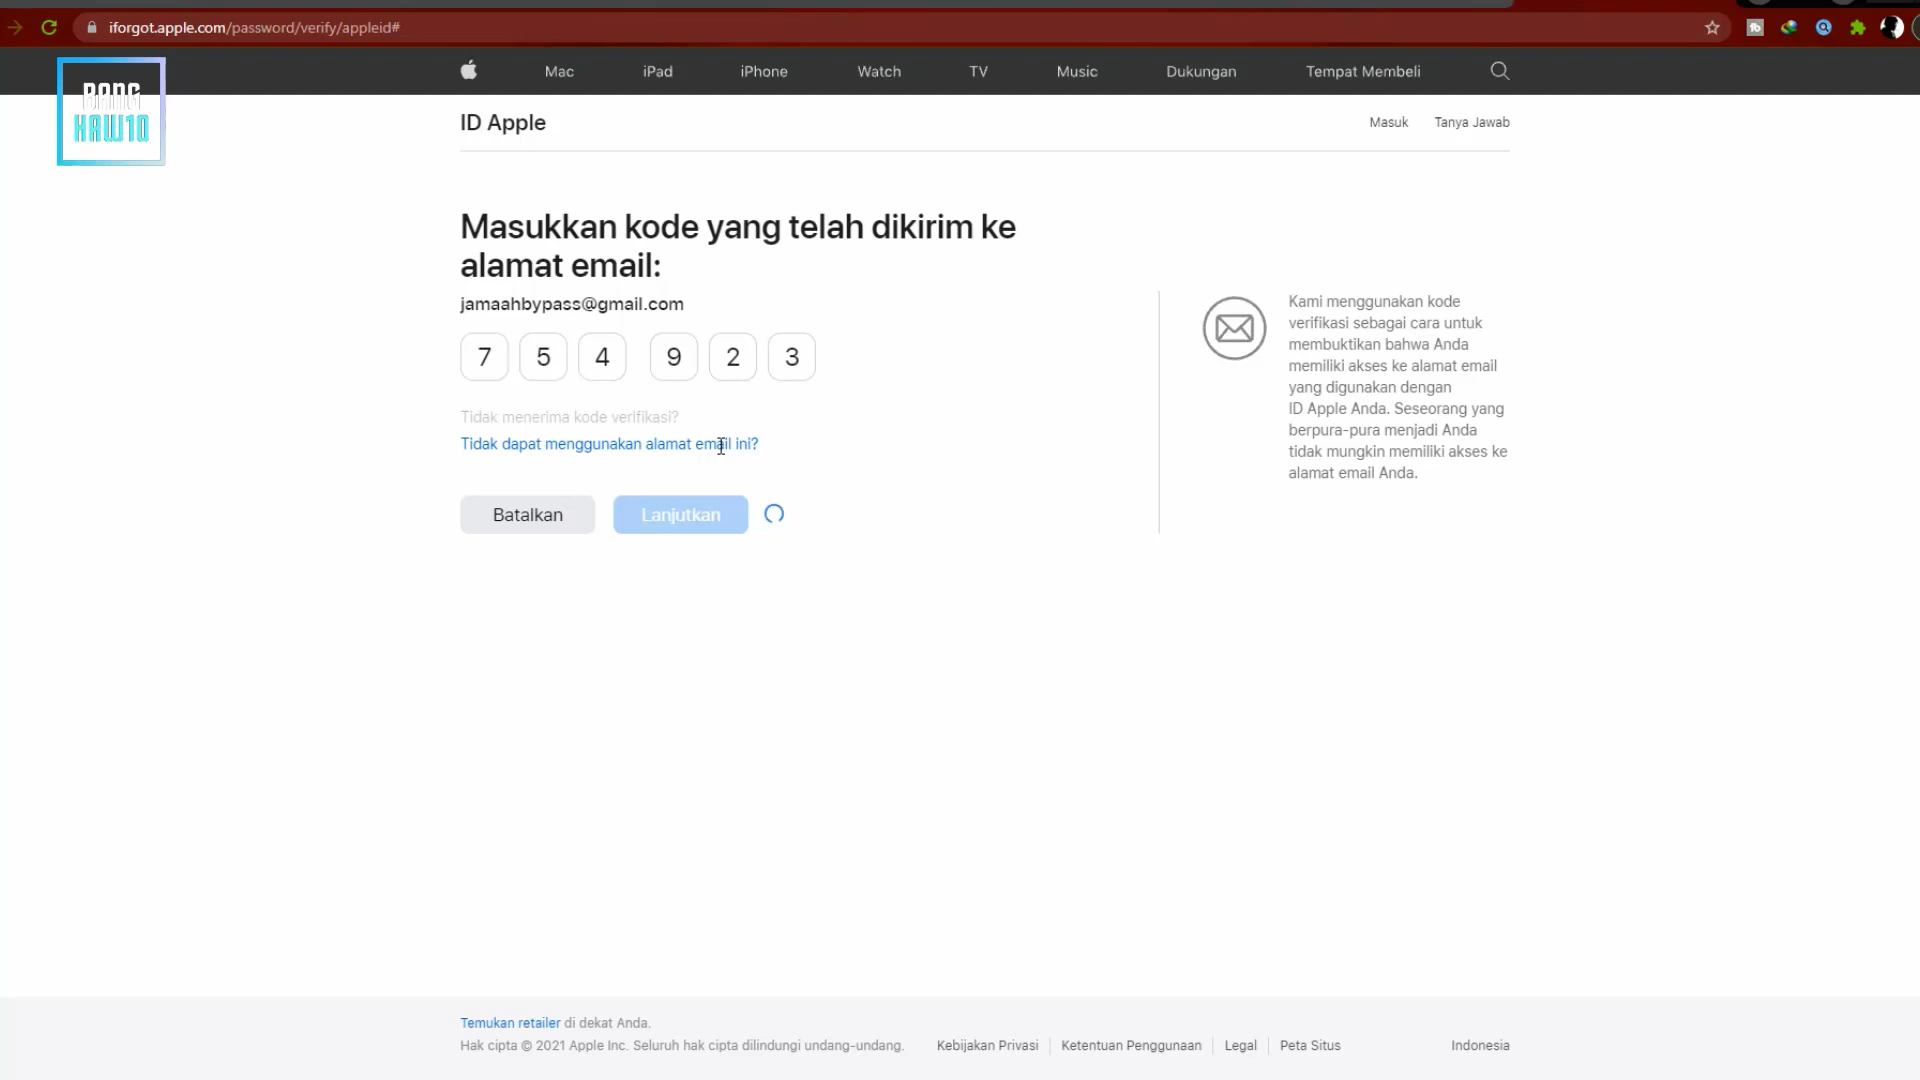 iforgot.apple.com/password/verify/appleid#
BANG
HAW10
Mac iPad iPhone Watch TV Music Dukungan Tempat Membeli
ID Apple
Masuk Tanya Jawab
Masukkan kode yang telah dikirim ke
alamat email:
jamaahbypass@gmail.com
7 5 4 9 2 3
Tidak menerima kode verifikasi?
Tidak dapat menggunakan alamat email ini?
Batalkan Lanjutkan
Kami menggunakan kode
verifikasi sebagai cara untuk
membuktikan bahwa Anda
memiliki akses ke alamat email
yang digunakan dengan
ID Apple Anda. Seseorang yang
berpura-pura menjadi Anda
tidak mungkin memiliki akses ke
alamat email Anda.
Temukan retailer di dekat Anda.
Hak cipta © 2021 Apple Inc. Seluruh hak cipta dilindungi undang-undang. Kebijakan Privasi Ketentuan Penggunaan Legal Peta Situs Indonesia